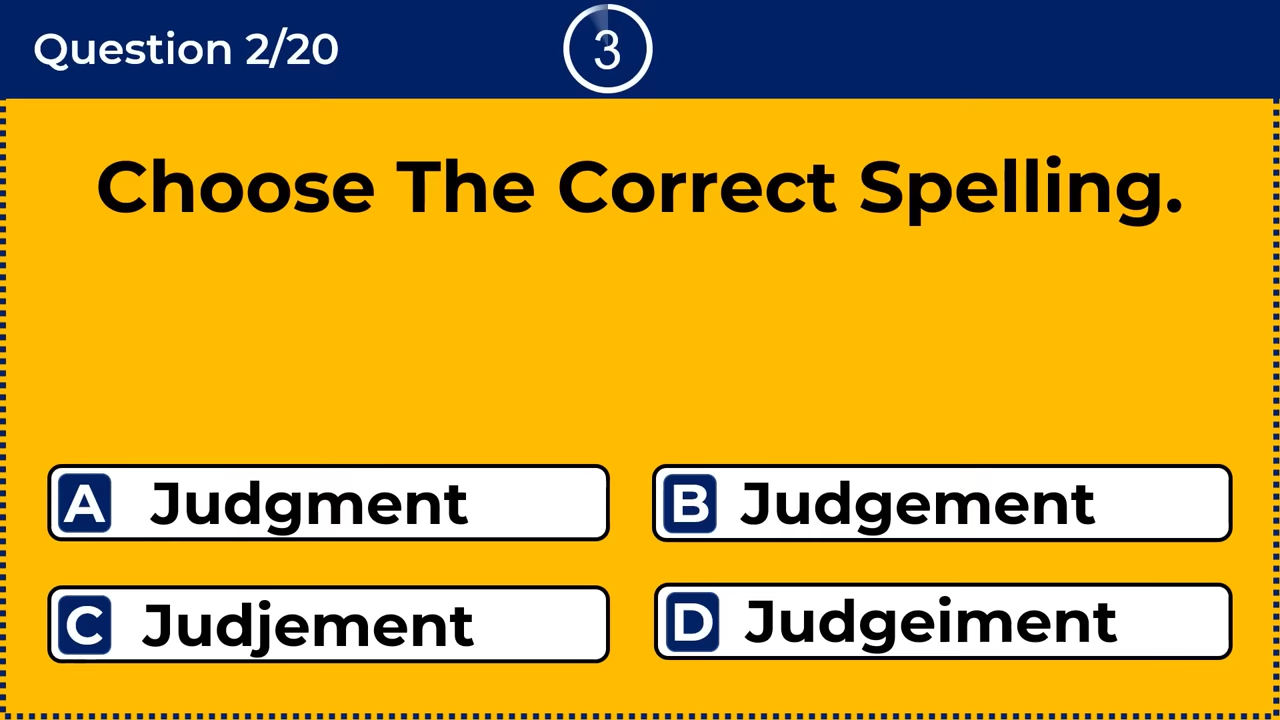 Question 2/20
3
Choose The Correct Spelling.
A Judgment
B Judgement
C Judjement
D Judgeiment